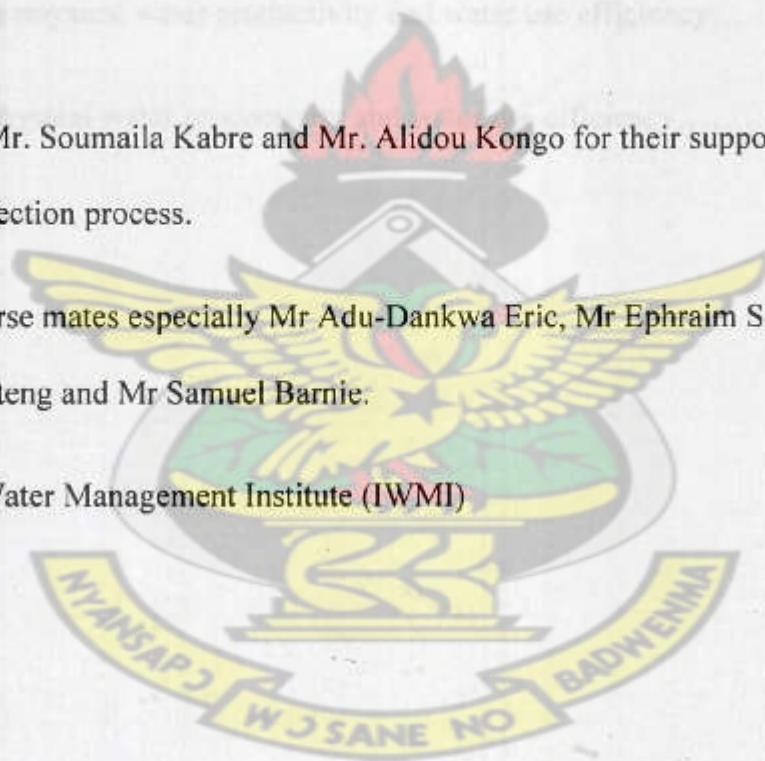 water productivity and water use efficiency
Mr. Soumaila Kabre and Mr. Alidou Kongo for their suppo
ection process.
rse mates especially Mr Adu-Dankwa Eric, Mr Ephraim S
teng and Mr Samuel Barnie.
Water Management Institute (IWMI)
NYANSAPƆ
WƆSANE NO
BADWENMA